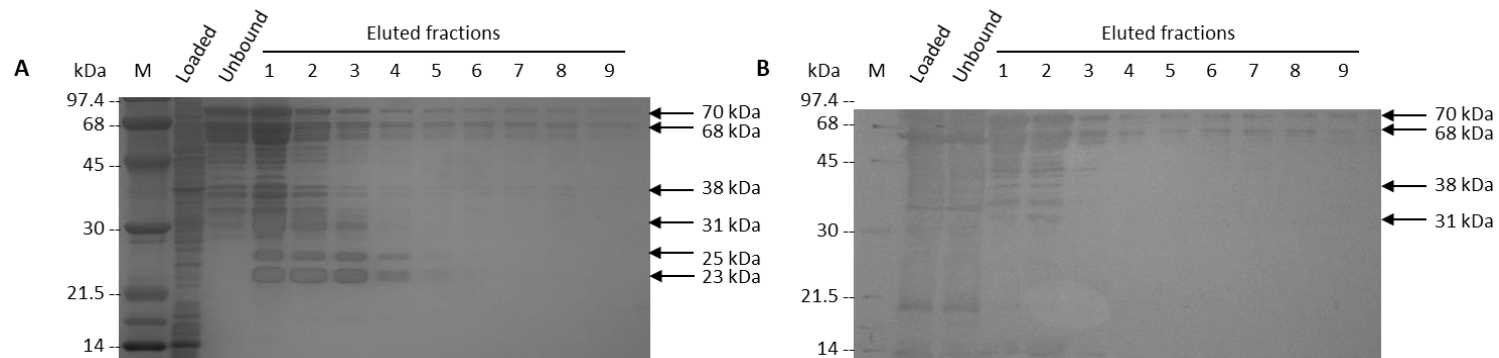 Eluted fractions
A kDa M Loaded Unbound 1 2 3 4 5 6 7 8 9
97.4 --
68 --
45 --
30 --
21.5 --
14 --
70 kDa
68 kDa
38 kDa
31 kDa
25 kDa
23 kDa
Eluted fractions
B kDa M Loaded Unbound 1 2 3 4 5 6 7 8 9
97.4 --
68 --
45 --
30 --
21.5 --
14 --
70 kDa
68 kDa
38 kDa
31 kDa